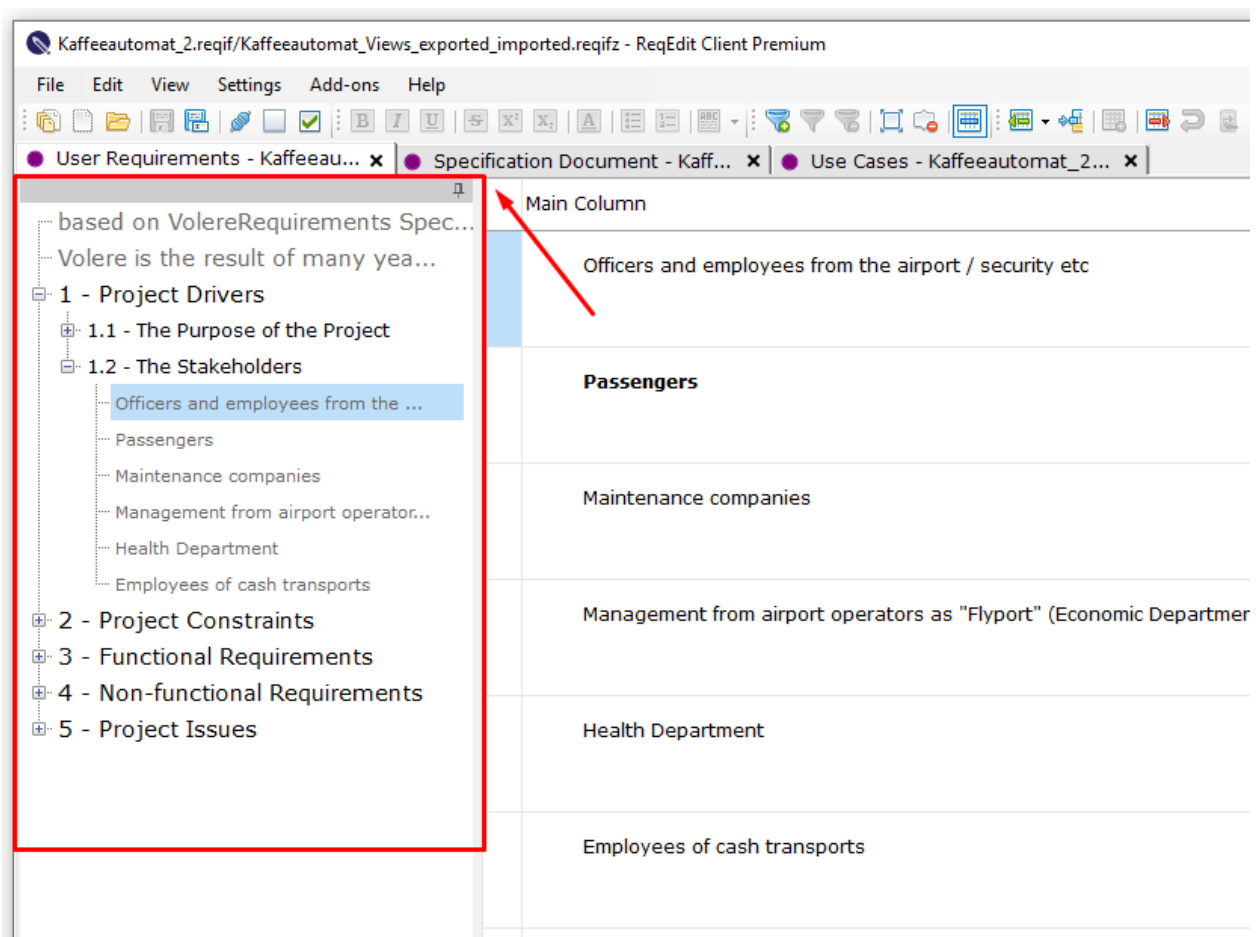 Kaffeeautomat_2.reqif/Kaffeeautomat_Views_exported_imported.reqifz - ReqEdit Client Premium
File Edit View Settings Add-ons Help
B I U S X² X₂ A ABC
User Requirements - Kaffeeau... x Specification Document - Kaff... x Use Cases - Kaffeeautomat_2... x
based on VolereRequirements Spec...
Volere is the result of many yea...
1 - Project Drivers
1.1 - The Purpose of the Project
1.2 - The Stakeholders
Officers and employees from the ...
Passengers
Maintenance companies
Management from airport operator...
Health Department
Employees of cash transports
2 - Project Constraints
3 - Functional Requirements
4 - Non-functional Requirements
5 - Project Issues
Main Column
Officers and employees from the airport / security etc
Passengers
Maintenance companies
Management from airport operators as "Flyport" (Economic Departmer
Health Department
Employees of cash transports